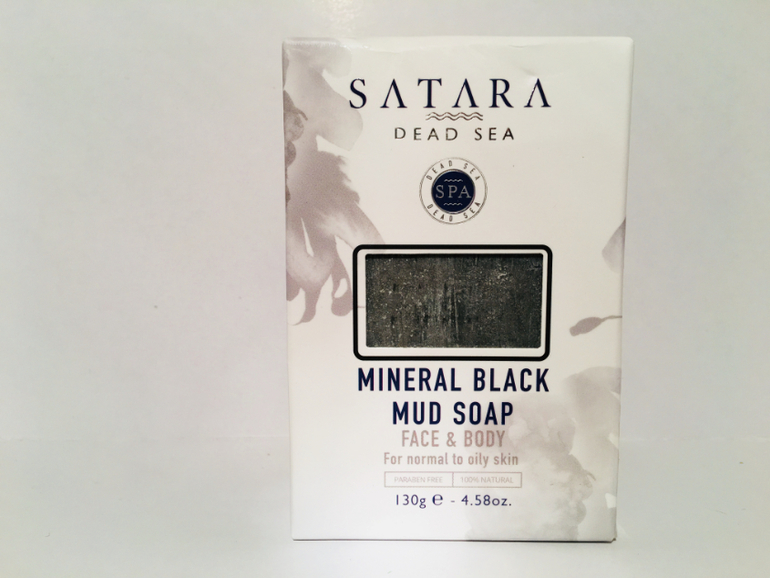 SATARA
DEAD SEA
DEAD SEA
SPA
DEAD SEA
MINERAL BLACK
MUD SOAP
FACE & BODY
For normal to oily skin
PARABEN FREE 100% NATURAL
130g ℮ - 4.58oz.